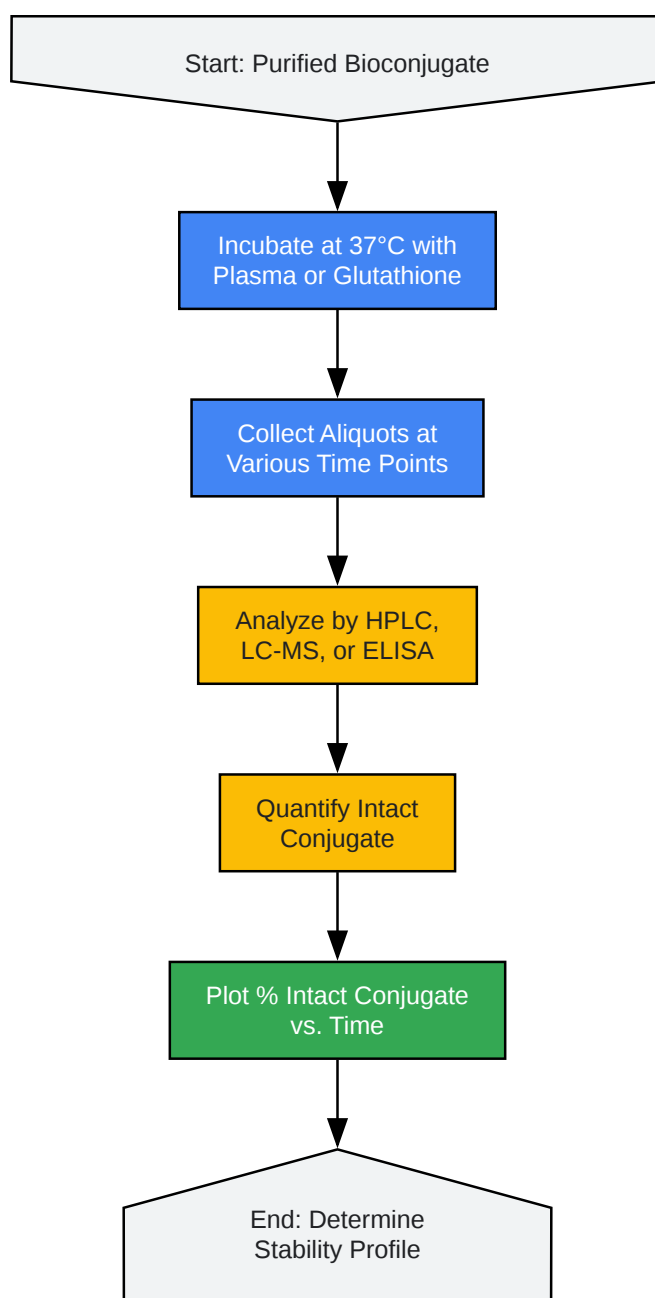 Start: Purified Bioconjugate
Incubate at 37°C with
Plasma or Glutathione
Collect Aliquots at
Various Time Points
Analyze by HPLC,
LC-MS, or ELISA
Quantify Intact
Conjugate
Plot % Intact Conjugate
vs. Time
End: Determine
Stability Profile